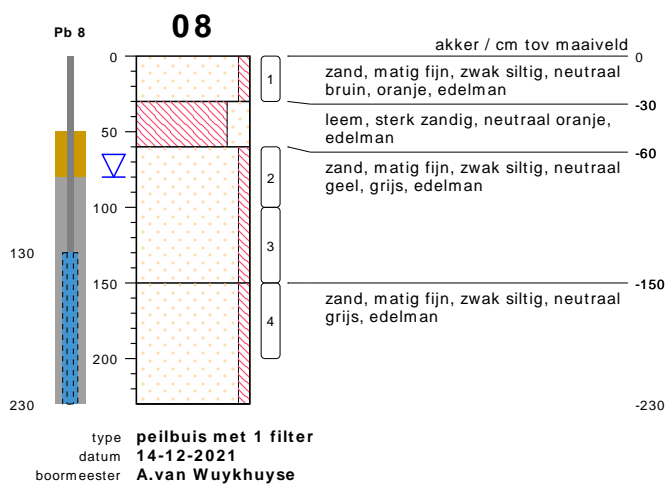 Pb 8
08
akker / cm tov maaiveld
0
0
1
zand, matig fijn, zwak siltig, neutraal
bruin, oranje, edelman
-30
leem, sterk zandig, neutraal oranje,
edelman
50
-60
zand, matig fijn, zwak siltig, neutraal
geel, grijs, edelman
2
100
3
130
150
-150
zand, matig fijn, zwak siltig, neutraal
grijs, edelman
4
200
230
-230
type peilbuis met 1 filter
datum 14-12-2021
boormeester A.van Wuykhuyse